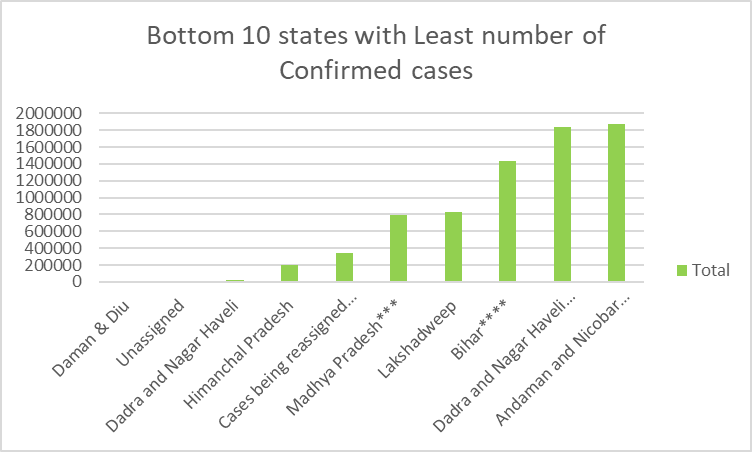 Bottom 10 states with Least number of
Confirmed cases
2000000
1800000
1600000
1400000
1200000
1000000
800000
600000
400000
200000
0
Daman & Diu
Unassigned
Dadra and Nagar Haveli
Himanchal Pradesh
Cases being reassigned...
Madhya Pradesh***
Lakshadweep
Bihar****
Dadra and Nagar Haveli...
Andaman and Nicobar...
Total